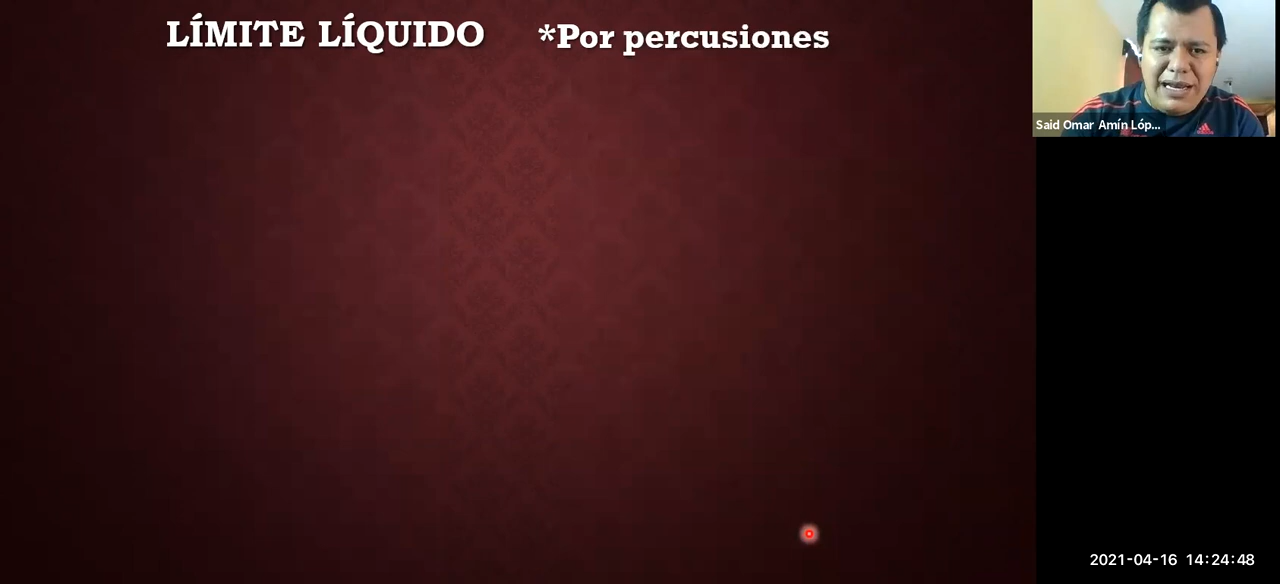 LÍMITE LÍQUIDO *Por percusiones
Said Omar Amín Lóp...
2021-04-16 14:24:48